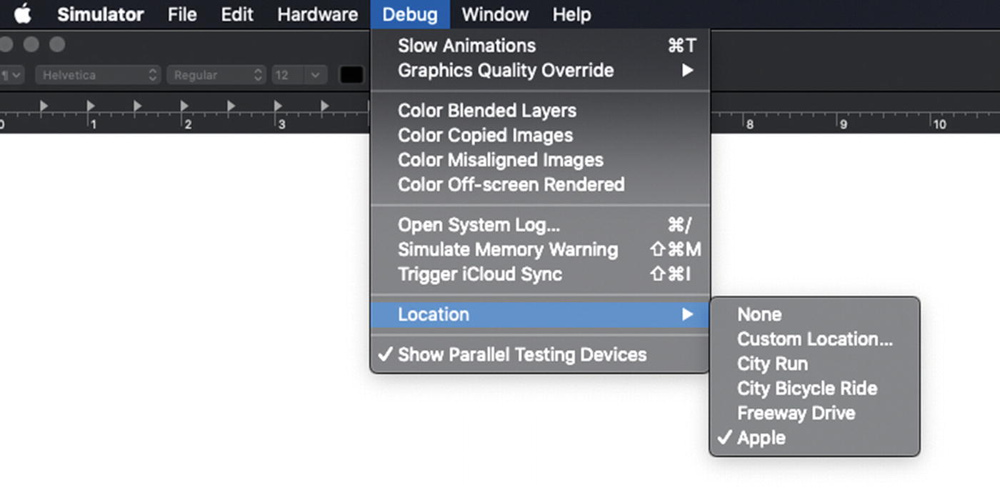 Simulator File Edit Hardware Debug Window Help
¶ Helvetica Regular 12
0 1 2 3 8 9 10
Slow Animations ⌘T
Graphics Quality Override ▶
Color Blended Layers
Color Copied Images
Color Misaligned Images
Color Off-screen Rendered
Open System Log... ⌘/
Simulate Memory Warning ⇧⌘M
Trigger iCloud Sync ⇧⌘I
Location ▶
✓ Show Parallel Testing Devices
None
Custom Location...
City Run
City Bicycle Ride
Freeway Drive
✓ Apple